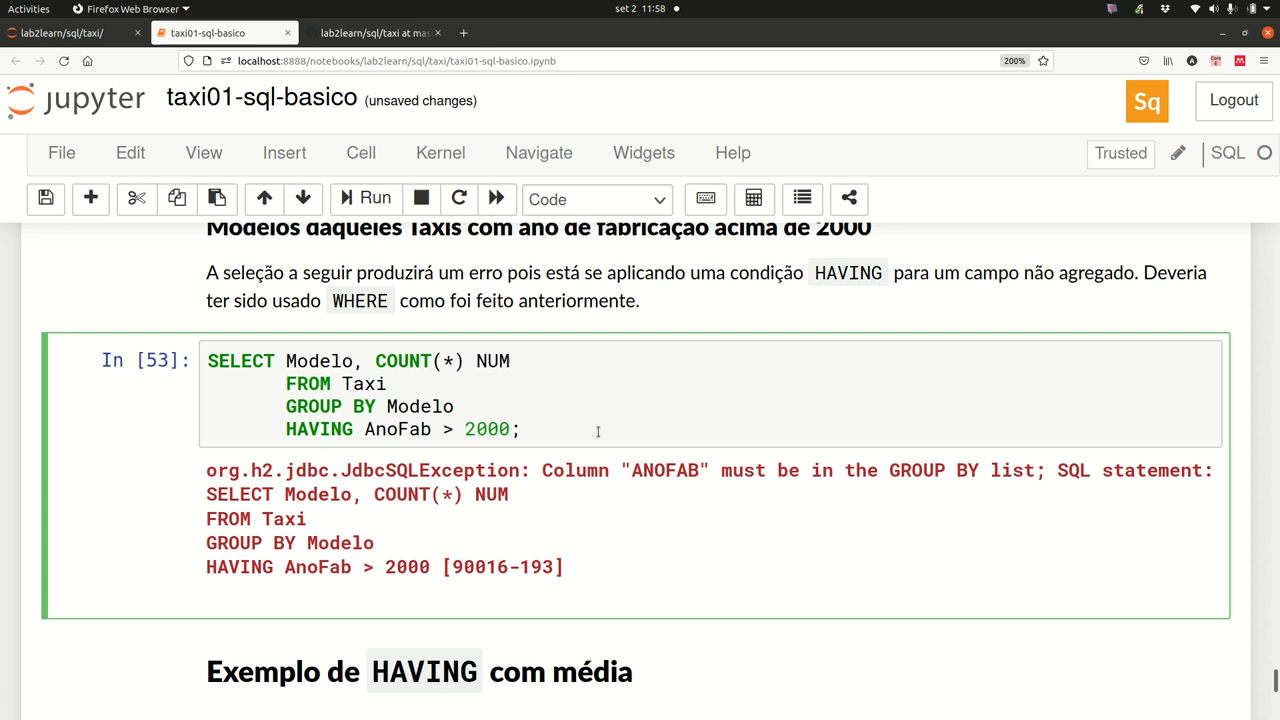 Activities Firefox Web Browser set 2 11:58
lab2learn/sql/taxi/ × taxi01-sql-basico × lab2learn/sql/taxi at mas × +
localhost:8888/notebooks/lab2learn/sql/taxi/taxi01-sql-basico.ipynb 200%
jupyter taxi01-sql-basico (unsaved changes) Sq Logout
File Edit View Insert Cell Kernel Navigate Widgets Help Trusted SQL
Run Code
Modelos daqueles Taxis com ano de fabricação acima de 2000
A seleção a seguir produzirá um erro pois está se aplicando uma condição HAVING para um campo não agregado. Deveria
ter sido usado WHERE como foi feito anteriormente.
In [53]: SELECT Modelo, COUNT(*) NUM
FROM Taxi
GROUP BY Modelo
HAVING AnoFab > 2000;
org.h2.jdbc.JdbcSQLException: Column "ANOFAB" must be in the GROUP BY list; SQL statement:
SELECT Modelo, COUNT(*) NUM
FROM Taxi
GROUP BY Modelo
HAVING AnoFab > 2000 [90016-193]
Exemplo de HAVING com média